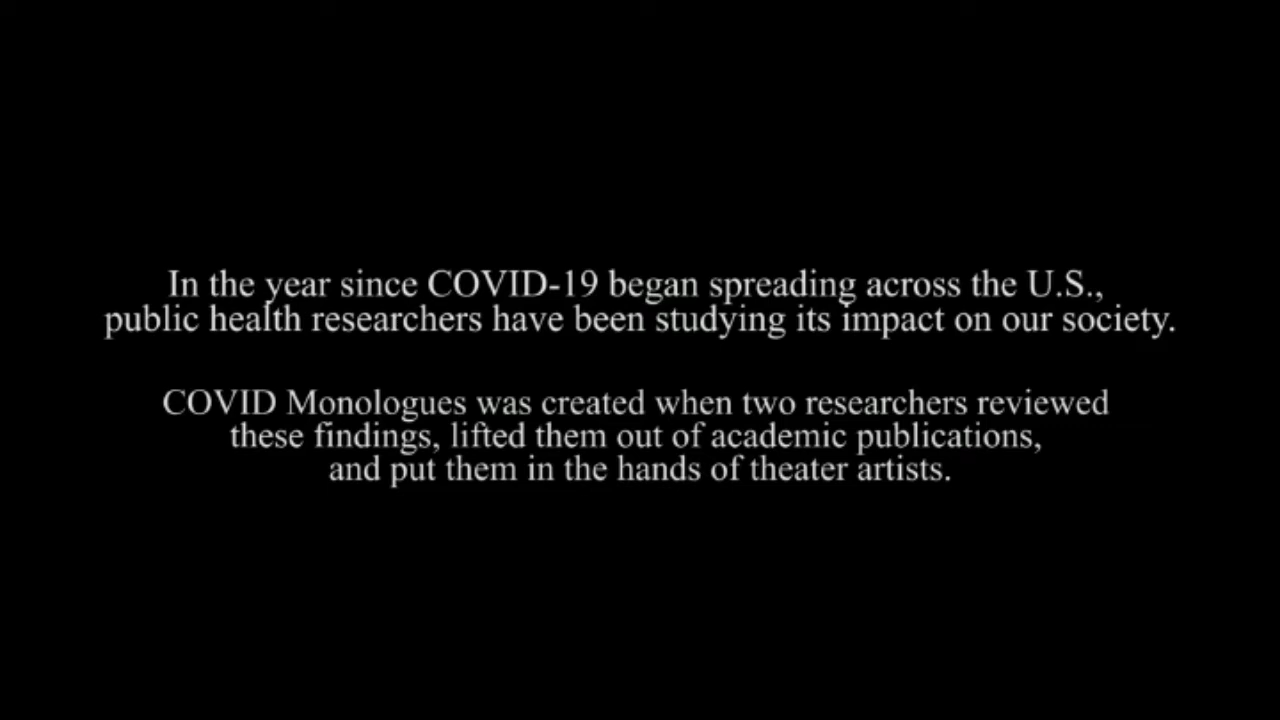 In the year since COVID-19 began spreading across the U.S.,
public health researchers have been studying its impact on our society.
COVID Monologues was created when two researchers reviewed
these findings, lifted them out of academic publications,
and put them in the hands of theater artists.